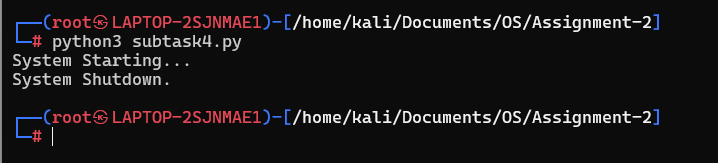 ┌──(root㉿LAPTOP-2SJNMAE1)-[/home/kali/Documents/OS/Assignment-2]
└─# python3 subtask4.py
System Starting...
System Shutdown.
┌──(root㉿LAPTOP-2SJNMAE1)-[/home/kali/Documents/OS/Assignment-2]
└─#